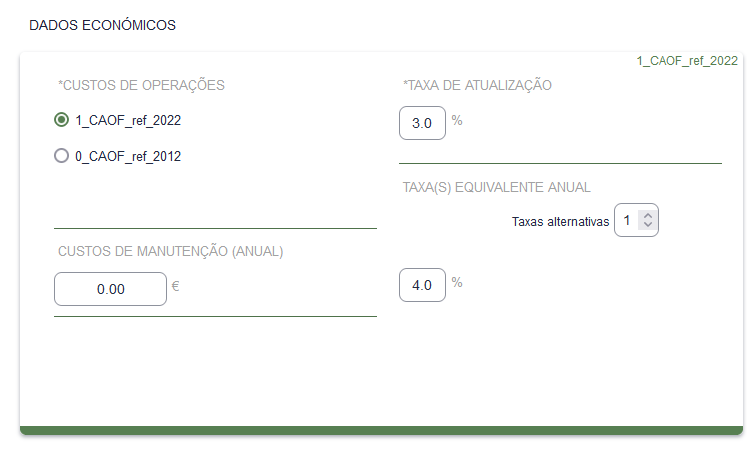 DADOS ECONÓMICOS
1_CAOF_ref_2022
*CUSTOS DE OPERAÇÕES
1_CAOF_ref_2022
0_CAOF_ref_2012
*TAXA DE ATUALIZAÇÃO
3.0 %
TAXA(S) EQUIVALENTE ANUAL
Taxas alternativas 1
CUSTOS DE MANUTENÇÃO (ANUAL)
0.00 €
4.0 %